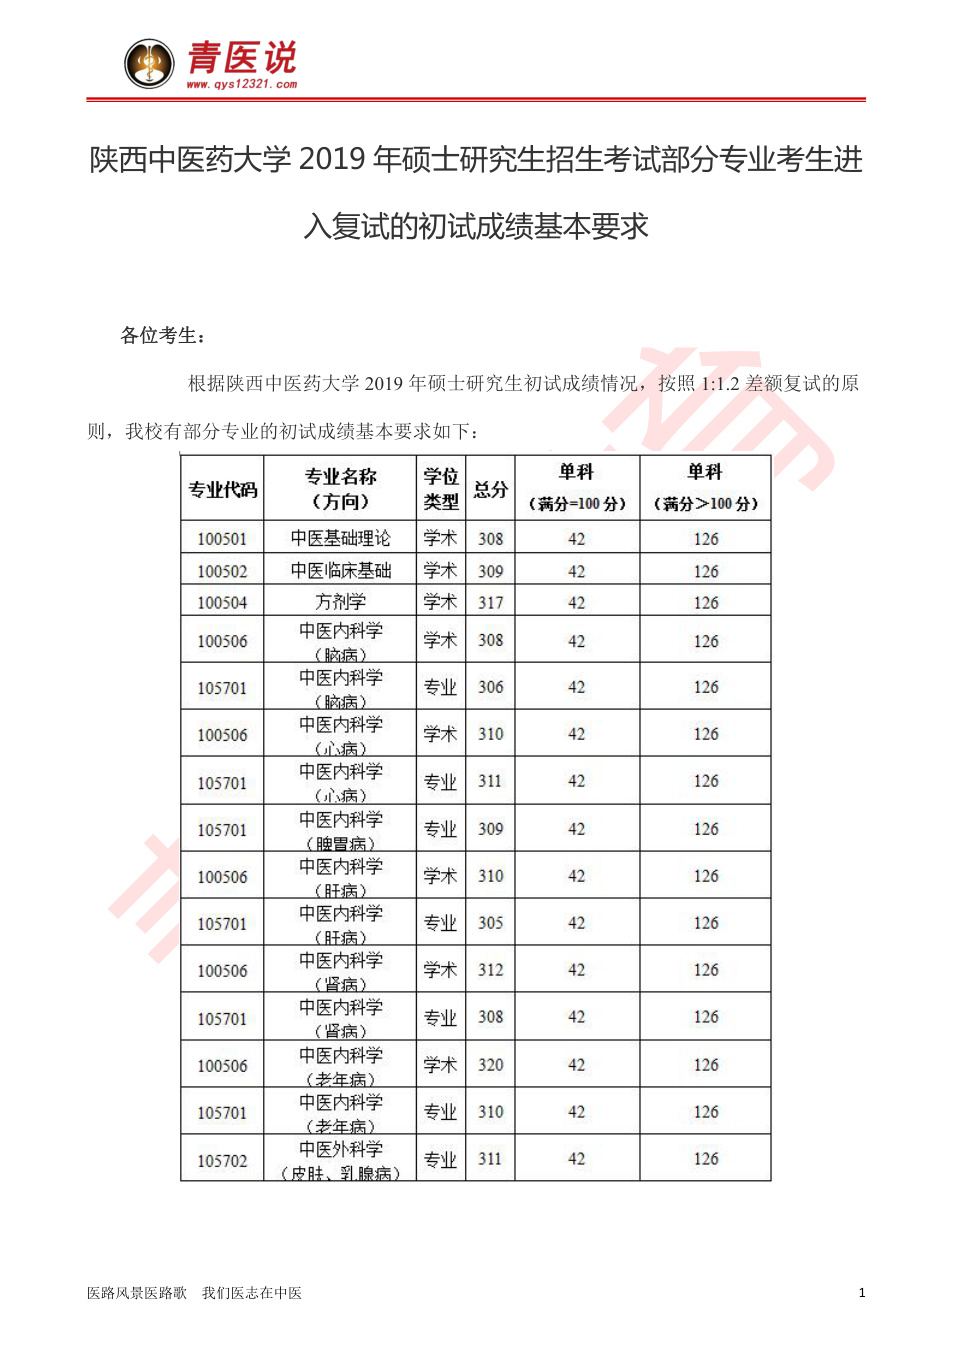 青医说
www.qys12321.com
陕西中医药大学 2019 年硕士研究生招生考试部分专业考生进
入复试的初试成绩基本要求
各位考生：
根据陕西中医药大学 2019 年硕士研究生初试成绩情况，按照 1:1.2 差额复试的原
则，我校有部分专业的初试成绩基本要求如下：
专业代码 专业名称（方向） 学位类型 总分 单科（满分=100 分） 单科（满分＞100 分）
100501 中医基础理论 学术 308 42 126
100502 中医临床基础 学术 309 42 126
100504 方剂学 学术 317 42 126
100506 中医内科学（脑病） 学术 308 42 126
105701 中医内科学（脑病） 专业 306 42 126
100506 中医内科学（心病） 学术 310 42 126
105701 中医内科学（心病） 专业 311 42 126
105701 中医内科学（脾胃病） 专业 309 42 126
100506 中医内科学（肝病） 学术 310 42 126
105701 中医内科学（肝病） 专业 305 42 126
100506 中医内科学（肾病） 学术 312 42 126
105701 中医内科学（肾病） 专业 308 42 126
100506 中医内科学（老年病） 学术 320 42 126
105701 中医内科学（老年病） 专业 310 42 126
105702 中医外科学（皮肤、乳腺病） 专业 311 42 126
医路风景医路歌 我们医志在中医 1